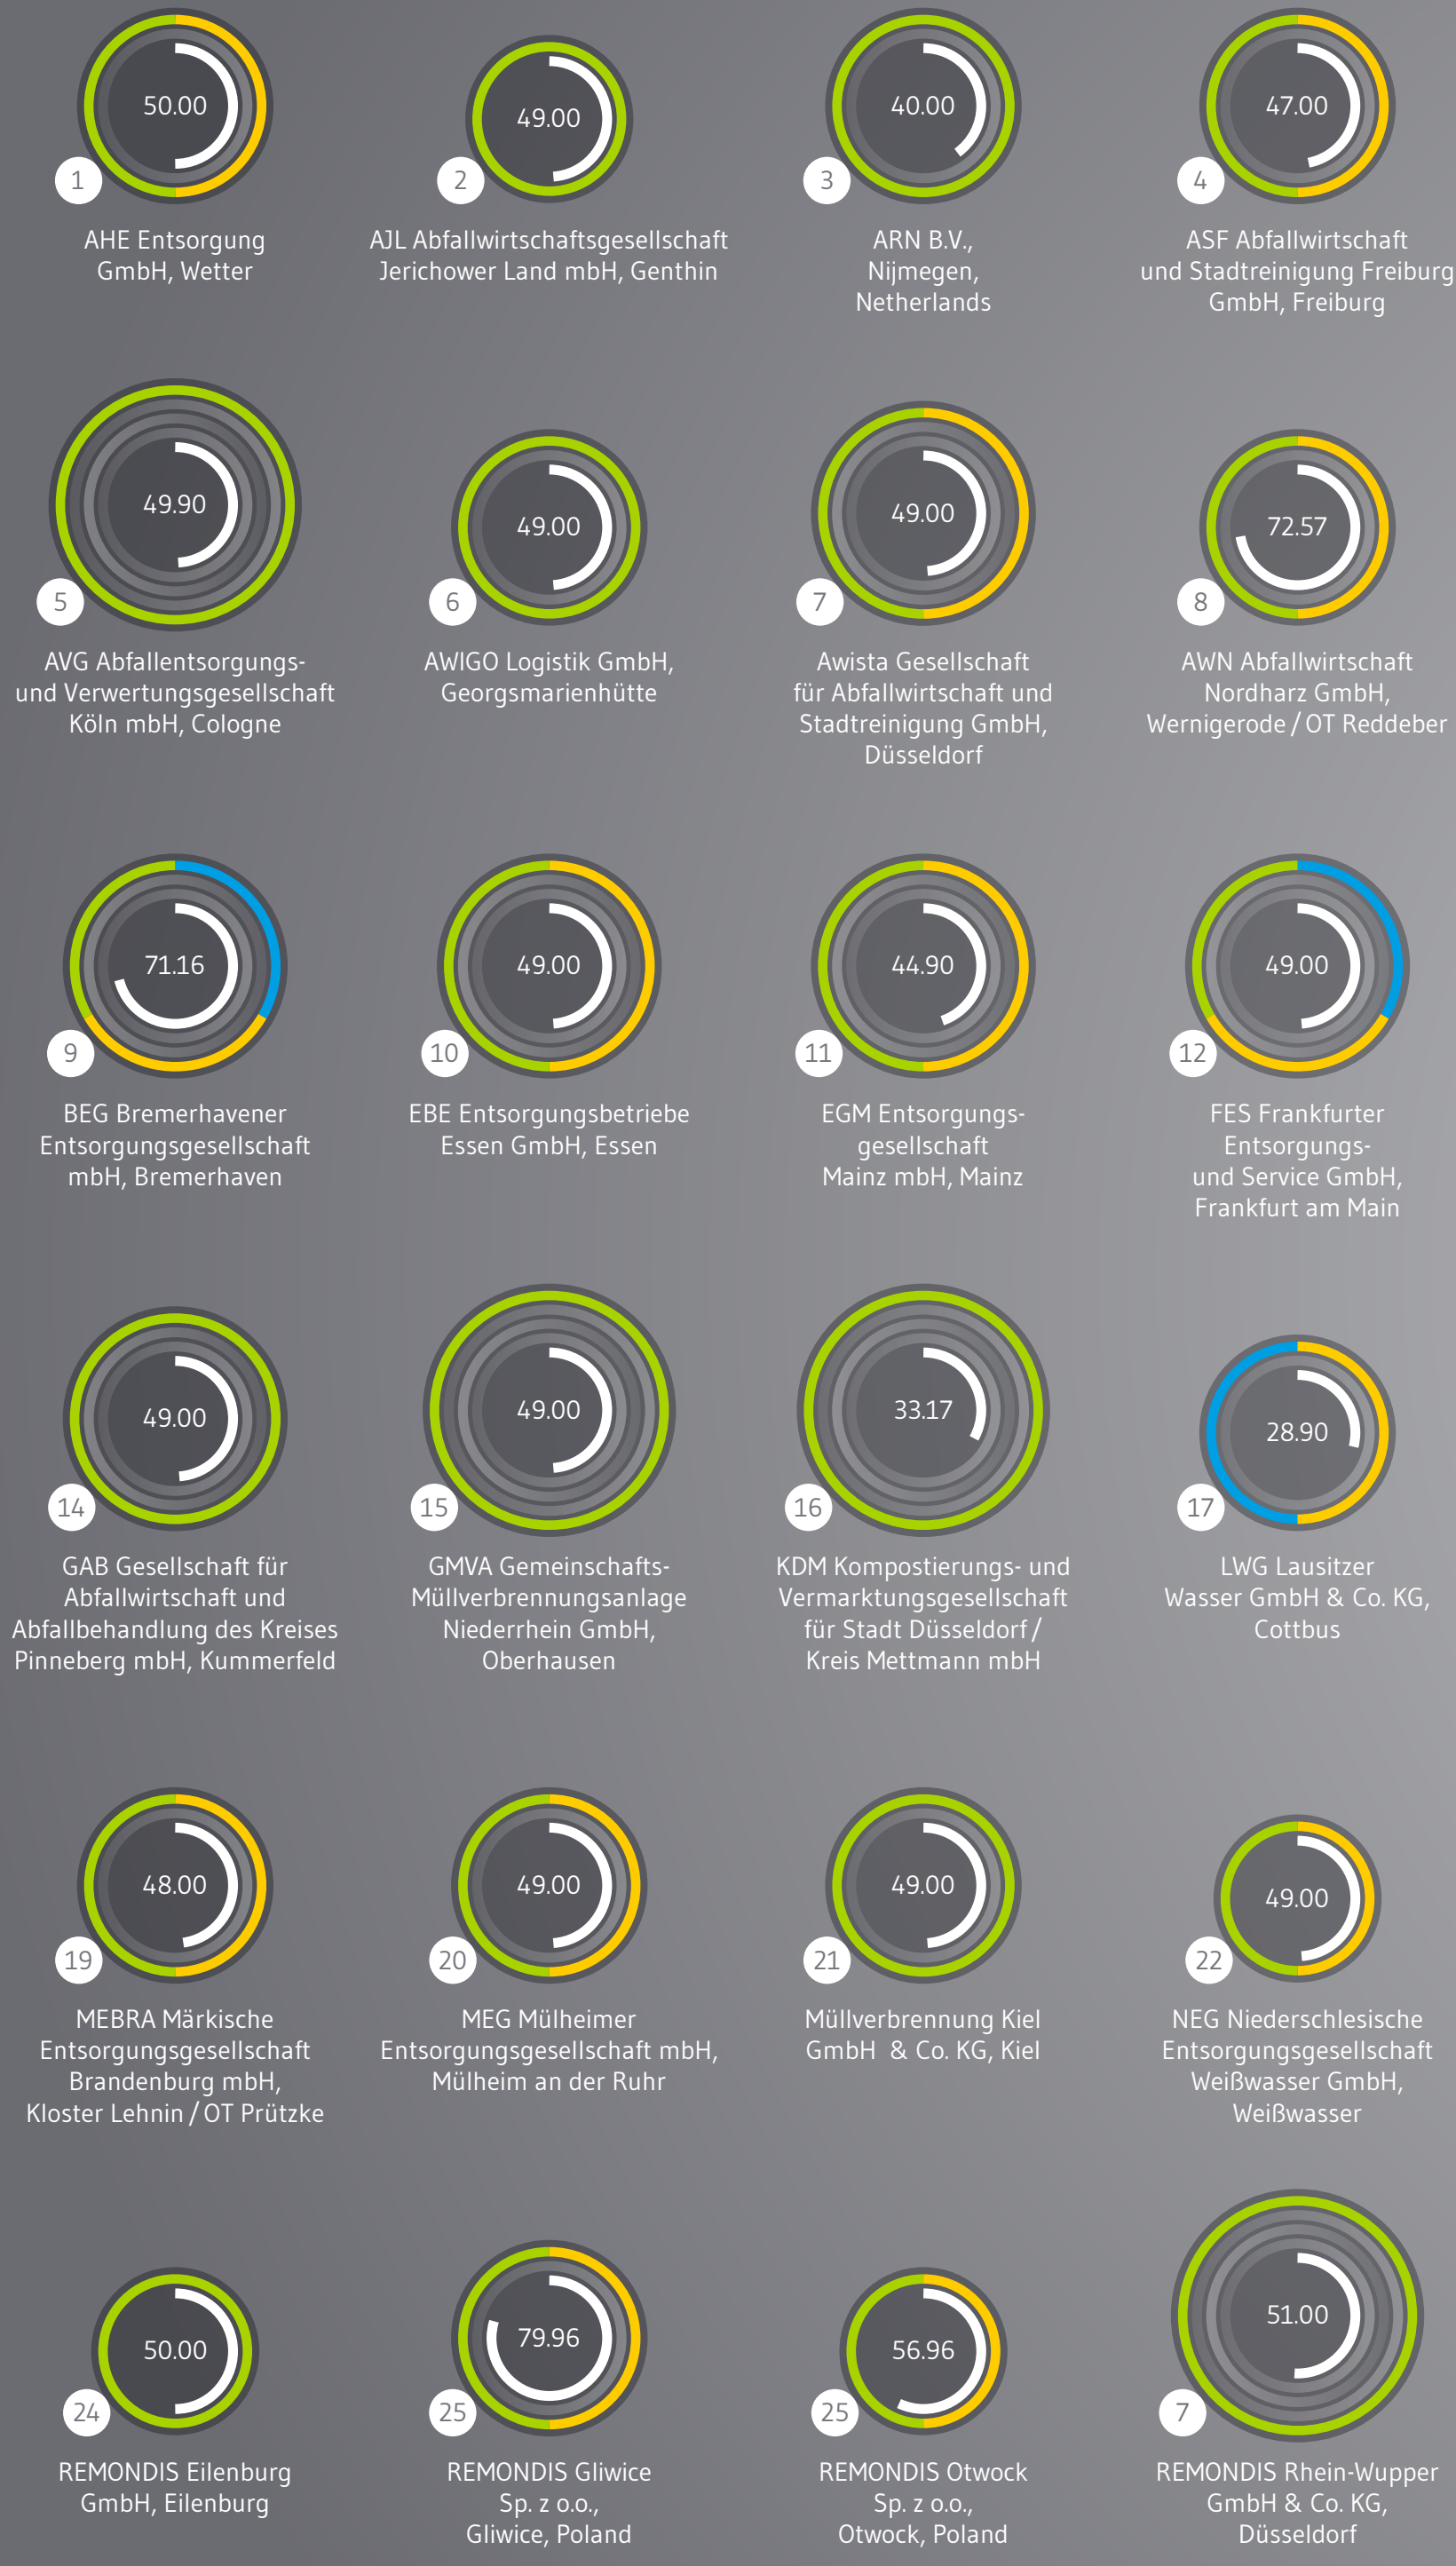 50.00
1
AHE Entsorgung
GmbH, Wetter
49.00
2
AJL Abfallwirtschaftsgesellschaft
Jerichower Land mbH, Genthin
40.00
3
ARN B.V.,
Nijmegen,
Netherlands
47.00
4
ASF Abfallwirtschaft
und Stadtreinigung Freiburg
GmbH, Freiburg
49.90
5
AVG Abfallentsorgungs-
und Verwertungsgesellschaft
Köln mbH, Cologne
49.00
6
AWIGO Logistik GmbH,
Georgsmarienhütte
49.00
7
Awista Gesellschaft
für Abfallwirtschaft und
Stadtreinigung GmbH,
Düsseldorf
72.57
8
AWN Abfallwirtschaft
Nordharz GmbH,
Wernigerode / OT Reddeber
71.16
9
BEG Bremerhavener
Entsorgungsgesellschaft
mbH, Bremerhaven
49.00
10
EBE Entsorgungsbetriebe
Essen GmbH, Essen
44.90
11
EGM Entsorgungs-
gesellschaft
Mainz mbH, Mainz
49.00
12
FES Frankfurter
Entsorgungs-
und Service GmbH,
Frankfurt am Main
49.00
14
GAB Gesellschaft für
Abfallwirtschaft und
Abfallbehandlung des Kreises
Pinneberg mbH, Kummerfeld
49.00
15
GMVA Gemeinschafts-
Müllverbrennungsanlage
Niederrhein GmbH,
Oberhausen
33.17
16
KDM Kompostierungs- und
Vermarktungsgesellschaft
für Stadt Düsseldorf /
Kreis Mettmann mbH
28.90
17
LWG Lausitzer
Wasser GmbH & Co. KG,
Cottbus
48.00
19
MEBRA Märkische
Entsorgungsgesellschaft
Brandenburg mbH,
Kloster Lehnin / OT Prützke
49.00
20
MEG Mülheimer
Entsorgungsgesellschaft mbH,
Mülheim an der Ruhr
49.00
21
Müllverbrennung Kiel
GmbH & Co. KG, Kiel
49.00
22
NEG Niederschlesische
Entsorgungsgesellschaft
Weißwasser GmbH,
Weißwasser
50.00
24
REMONDIS Eilenburg
GmbH, Eilenburg
79.96
25
REMONDIS Gliwice
Sp. z o.o.,
Gliwice, Poland
56.96
25
REMONDIS Otwock
Sp. z o.o.,
Otwock, Poland
51.00
7
REMONDIS Rhein-Wupper
GmbH & Co. KG,
Düsseldorf